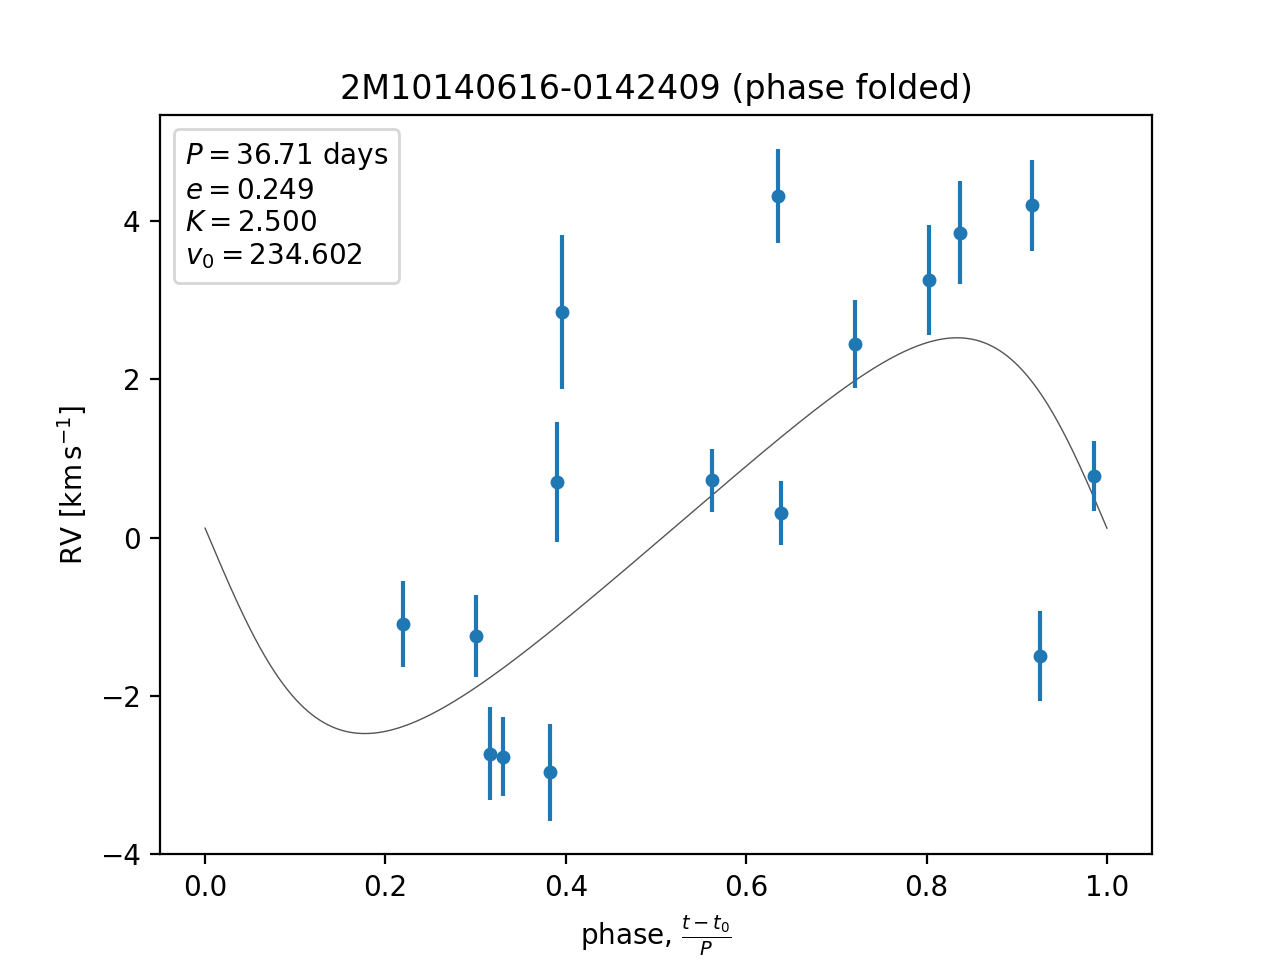 2M10140616-0142409 (phase folded)
P = 36.71 days
e = 0.249
K = 2.500
v₀ = 234.602
4
2
0
−2
−4
RV [km s⁻¹]
0.0 0.2 0.4 0.6 0.8 1.0
phase, (t − t₀)/P